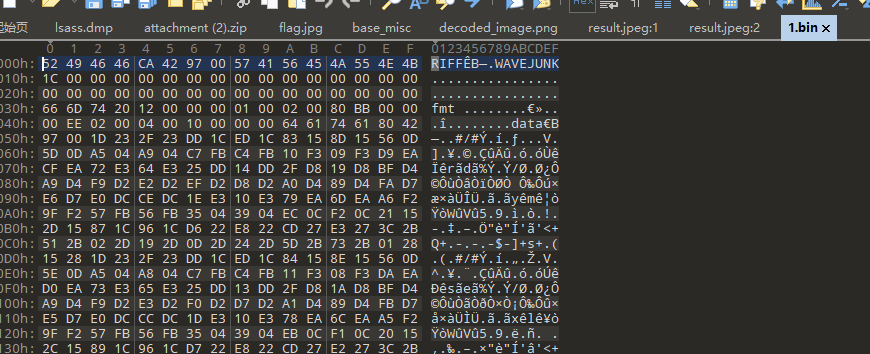 起始页 lsass.dmp attachment (2).zip flag.jpg base_misc decoded_image.png result.jpeg:1 result.jpeg:2 1.bin ×
0 1 2 3 4 5 6 7 8 9 A B C D E F 0123456789ABCDEF
000h: 52 49 46 46 CA 42 97 00 57 41 56 45 4A 55 4E 4B RIFFÊB—.WAVEJUNK
010h: 1C 00 00 00 00 00 00 00 00 00 00 00 00 00 00 00 ................
020h: 00 00 00 00 00 00 00 00 00 00 00 00 00 00 00 00 ................
030h: 66 6D 74 20 12 00 00 00 01 00 02 00 80 BB 00 00 fmt ........€»..
040h: 00 EE 02 00 04 00 10 00 00 00 64 61 74 61 80 42 .î........data€B
050h: 97 00 1D 23 2F 23 DD 1C ED 1C 83 15 8D 15 56 0D —..#/#Ý.í.ƒ...V.
060h: 5D 0D A5 04 A9 04 C7 FB C4 FB 10 F3 09 F3 D9 EA ].¥.©.ÇûÄû.ó.óÙê
070h: CF EA 72 E3 64 E3 25 DD 14 DD 2F D8 19 D8 BF D4 Ïêrãdã%Ý.Ý/Ø.Ø¿Ô
080h: A9 D4 F9 D2 E2 D2 EF D2 D8 D2 A0 D4 89 D4 FA D7 ©ÔùÒâÒïÒØÒ Ô‰Ôú×
090h: E6 D7 E0 DC CE DC 1E E3 10 E3 79 EA 6D EA A6 F2 æ×àÜÎÜ.ã.ãyêmê¦ò
0A0h: 9F F2 57 FB 56 FB 35 04 39 04 EC 0C F2 0C 21 15 ŸòWûVû5.9.ì.ò.!.
0B0h: 2D 15 87 1C 96 1C D6 22 E8 22 CD 27 E3 27 3C 2B -.‡.–.Ö"è"Í'ã'<+
0C0h: 51 2B 02 2D 19 2D 0D 2D 24 2D 5D 2B 73 2B 01 28 Q+.-.-.-$-]+s+.(
0D0h: 15 28 1D 23 2F 23 DD 1C ED 1C 84 15 8E 15 56 0D .(.#/#Ý.í.„.Ž.V.
0E0h: 5E 0D A5 04 A8 04 C7 FB C4 FB 11 F3 08 F3 DA EA ^.¥.¨.ÇûÄû.ó.óÚê
0F0h: D0 EA 73 E3 65 E3 25 DD 13 DD 2F D8 1A D8 BF D4 Ðêsãeã%Ý.Ý/Ø.Ø¿Ô
100h: A9 D4 F9 D2 E3 D2 F0 D2 D7 D2 A1 D4 89 D4 FB D7 ©ÔùÒãÒðÒ×Ò¡Ô‰Ôû×
110h: E5 D7 E0 DC CC DC 1D E3 10 E3 78 EA 6C EA A5 F2 å×àÜÌÜ.ã.ãxêlê¥ò
120h: 9F F2 57 FB 56 FB 35 04 39 04 EB 0C F1 0C 20 15 ŸòWûVû5.9.ë.ñ. .
130h: 2C 15 89 1C 96 1C D7 22 E8 22 CD 27 E2 27 3C 2B ,.‰.–.×"è"Í'â'<+